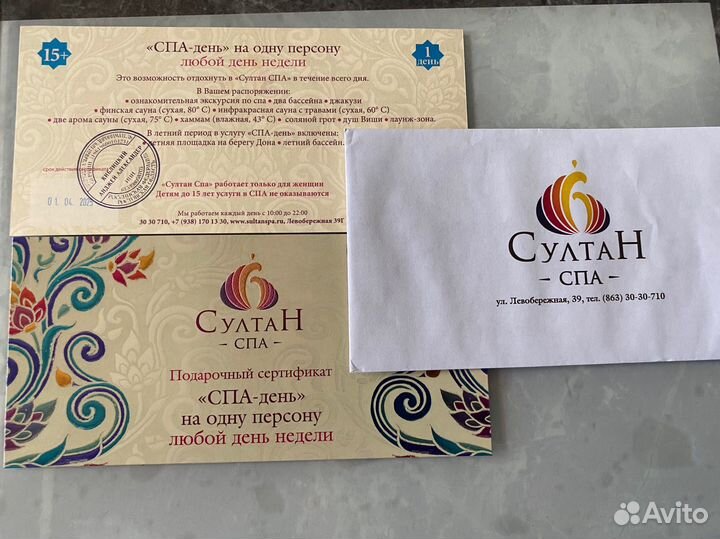 15+
«СПА-день» на одну персону
любой день недели
1
день
Это возможность отдохнуть в «Султан СПА» в течение всего дня.
В Вашем распоряжении:
• ознакомительная экскурсия по спа • два бассейна • джакузи
• финская сауна (сухая, 80° С) • инфракрасная сауна с травами (сухая, 60° С)
• две арома сауны (сухая, 75° С) • хаммам (влажная, 43° С) • соляной грот • душ Виши • лаунж-зона.
В летний период в услугу «СПА-день» включены:
летняя площадка на берегу Дона • летний бассейн.
срок действия сертификата
01. 04. 2025
«Султан Спа» работает только для женщин
Детям до 15 лет услуги в СПА не оказываются
Мы работаем каждый день с 10:00 до 22:00
30 30 710, +7 (938) 170 13 30, www.sultanspa.ru, Левобережная 39Г
СултаН
- СПА -
Подарочный сертификат
«СПА-день»
на одну персону
любой день недели
СултаН
- СПА -
ул. Левобережная, 39, тел. (863) 30-30-710
Avito